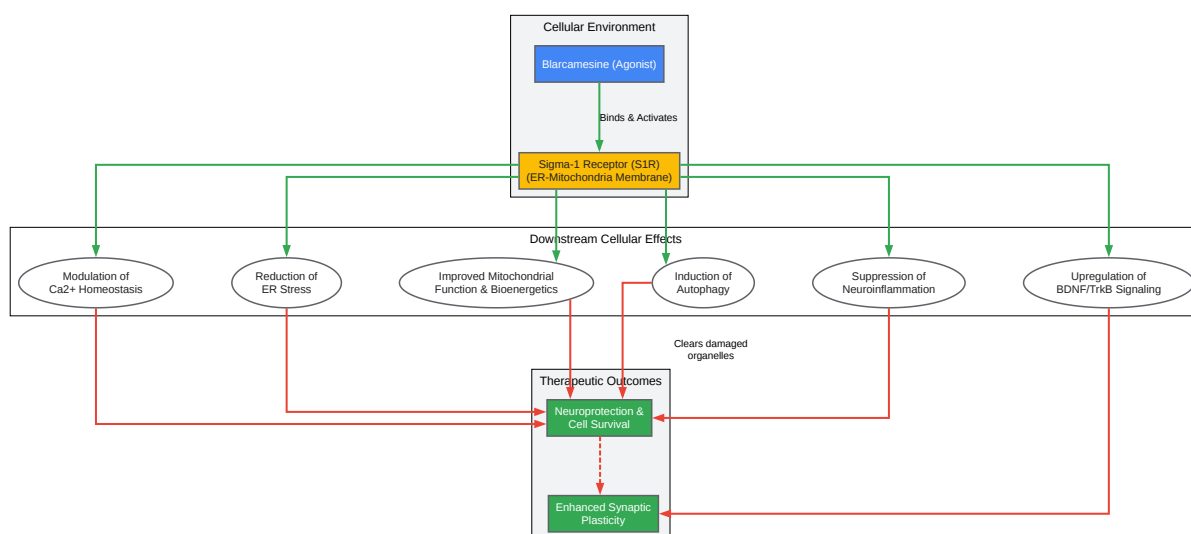 Cellular Environment
Blarcamesine (Agonist)
Binds & Activates
Sigma-1 Receptor (S1R)
(ER-Mitochondria Membrane)
Downstream Cellular Effects
Modulation of
Ca2+ Homeostasis
Reduction of
ER Stress
Improved Mitochondrial
Function & Bioenergetics
Induction of
Autophagy
Suppression of
Neuroinflammation
Upregulation of
BDNF/TrkB Signaling
Clears damaged
organelles
Therapeutic Outcomes
Neuroprotection &
Cell Survival
Enhanced Synaptic
Plasticity